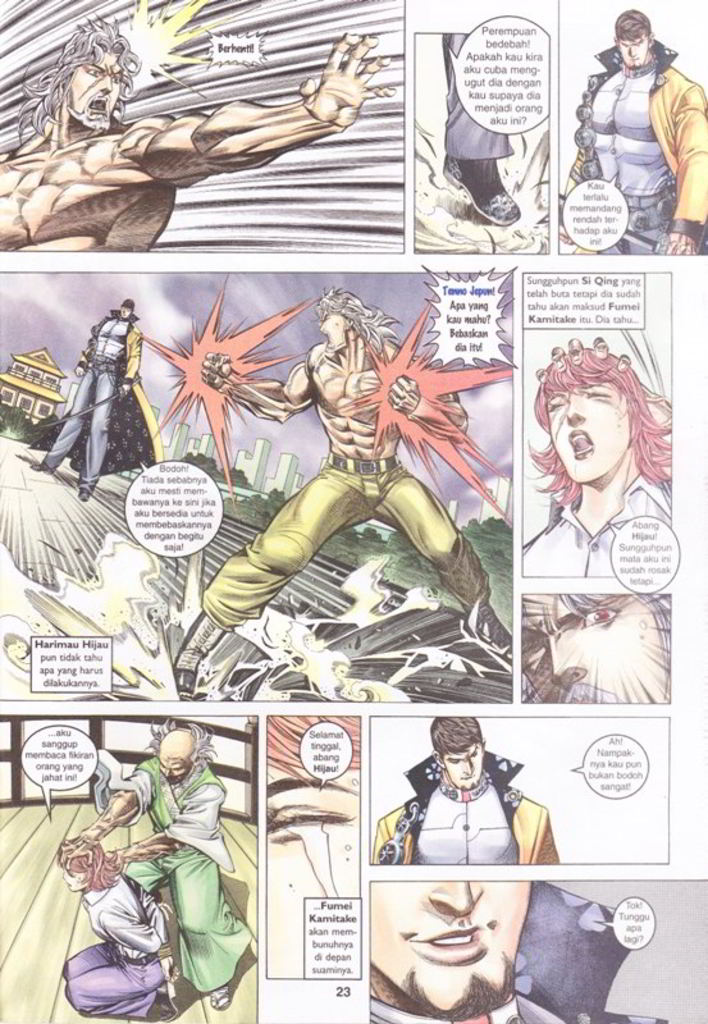 Berhenti!
Perempuan
bedebah!
Apakah kau kira
aku cuba meng-
ugut dia dengan
kau supaya dia
menjadi orang
aku ini?
Kau
terlalu
memandang
rendah ter-
hadap aku
ini!
Tenno Jepun!
Apa yang
kau mahu?
Bebaskan
dia itu!
Bodoh!
Tiada sebabnya
aku mesti mem-
bawanya ke sini jika
aku bersedia untuk
membebaskannya
dengan begitu
saja!
Harimau Hijau
pun tidak tahu
apa yang harus
dilakukannya.
Sungguhpun Si Qing yang
telah buta tetapi dia sudah
tahu akan maksud Fumei
Kamitake itu. Dia tahu...
Abang
Hijau!
Sungguhpun
mata aku ini
sudah rosak
tetapi...
...aku
sanggup
membaca fikiran
orang yang
jahat ini!
Selamat
tinggal,
abang
Hijau!
...Fumei
Kamitake
akan mem-
bunuhnya
di depan
suaminya.
Ah!
Nampak-
nya kau pun
bukan bodoh
sangat!
Tok!
Tunggu
apa
lagi?
23